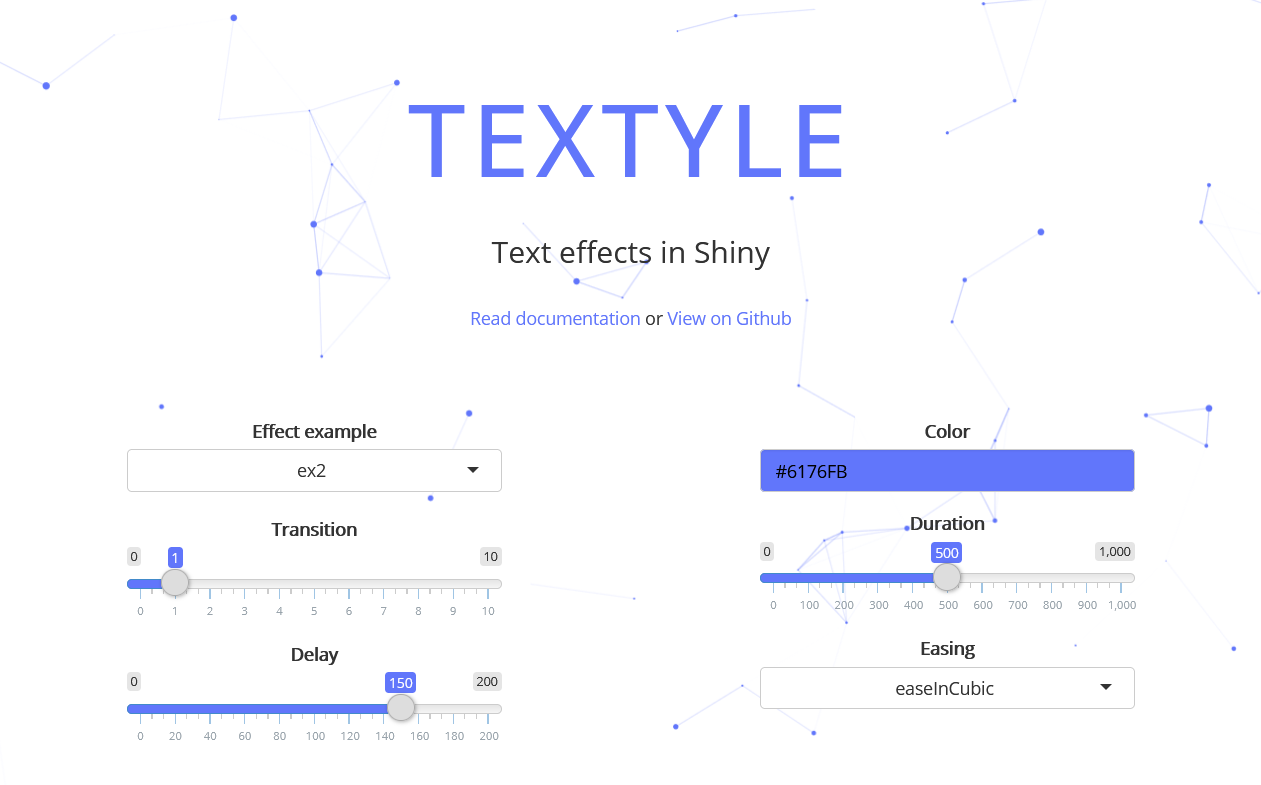 TEXTYLE
Text effects in Shiny
Read documentation or View on Github
Effect example
ex2
Transition
0 1 10
0 1 2 3 4 5 6 7 8 9 10
Delay
0 150 200
0 20 40 60 80 100 120 140 160 180 200
Color
#6176FB
Duration
0 500 1,000
0 100 200 300 400 500 600 700 800 900 1,000
Easing
easeInCubic